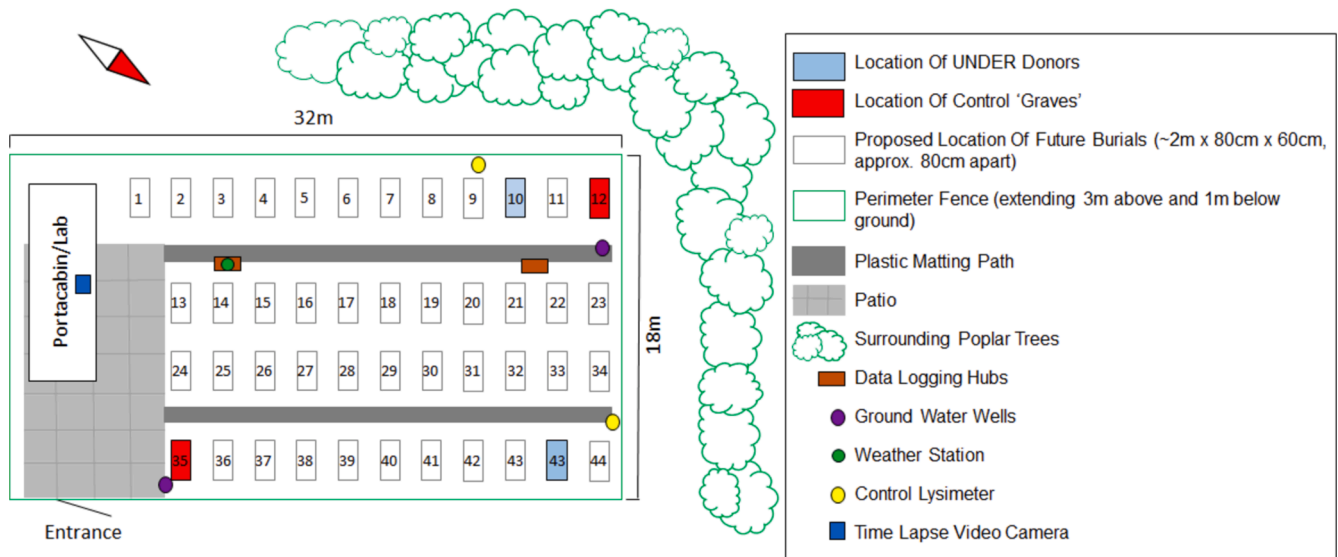 32m
1 2 3 4 5 6 7 8 9 10 11 12
Portacabin/Lab
13 14 15 16 17 18 19 20 21 22 23
18m
24 25 26 27 28 29 30 31 32 33 34
35 36 37 38 39 40 41 42 43 43 44
Entrance
Location Of UNDER Donors
Location Of Control 'Graves'
Proposed Location Of Future Burials (~2m x 80cm x 60cm,
approx. 80cm apart)
Perimeter Fence (extending 3m above and 1m below
ground)
Plastic Matting Path
Patio
Surrounding Poplar Trees
Data Logging Hubs
Ground Water Wells
Weather Station
Control Lysimeter
Time Lapse Video Camera